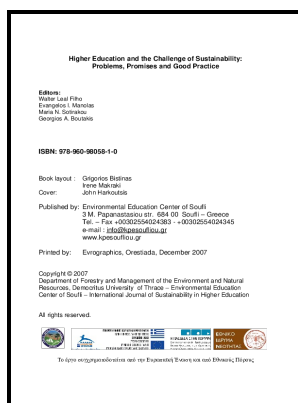 Higher Education and the Challenge of Sustainability:
Problems, Promises and Good Practice
Editors:
Walter Leal Filho
Evangelos I. Manolas
Maria N. Sotirakou
Georgios A. Boutakis
ISBN: 978-960-98058-1-0
Book layout : Grigorios Bistinas
Irene Makraki
Cover: John Harkoutsis
Published by: Environmental Education Center of Soufli
3 M. Papanastasiou str. 684 00 Soufli – Greece
Tel. – Fax +00302554024383 - +00302554024345
e-mail : info@kpesoufliou.gr
www.kpesoufliou.gr
Printed by: Evrographics, Orestiada, December 2007
Copyright © 2007
Department of Forestry and Management of the Environment and Natural
Resources, Democritus University of Thrace – Environmental Education
Center of Soufli – International Journal of Sustainability in Higher Education
All rights reserved.
ΕΘΝΙΚΟ
ΙΔΡΥΜΑ
ΝΕΟΤΗΤΑΣ
Το έργο συγχρηματοδοτείται από την Ευρωπαϊκή Ένωση και από Εθνικούς Πόρους